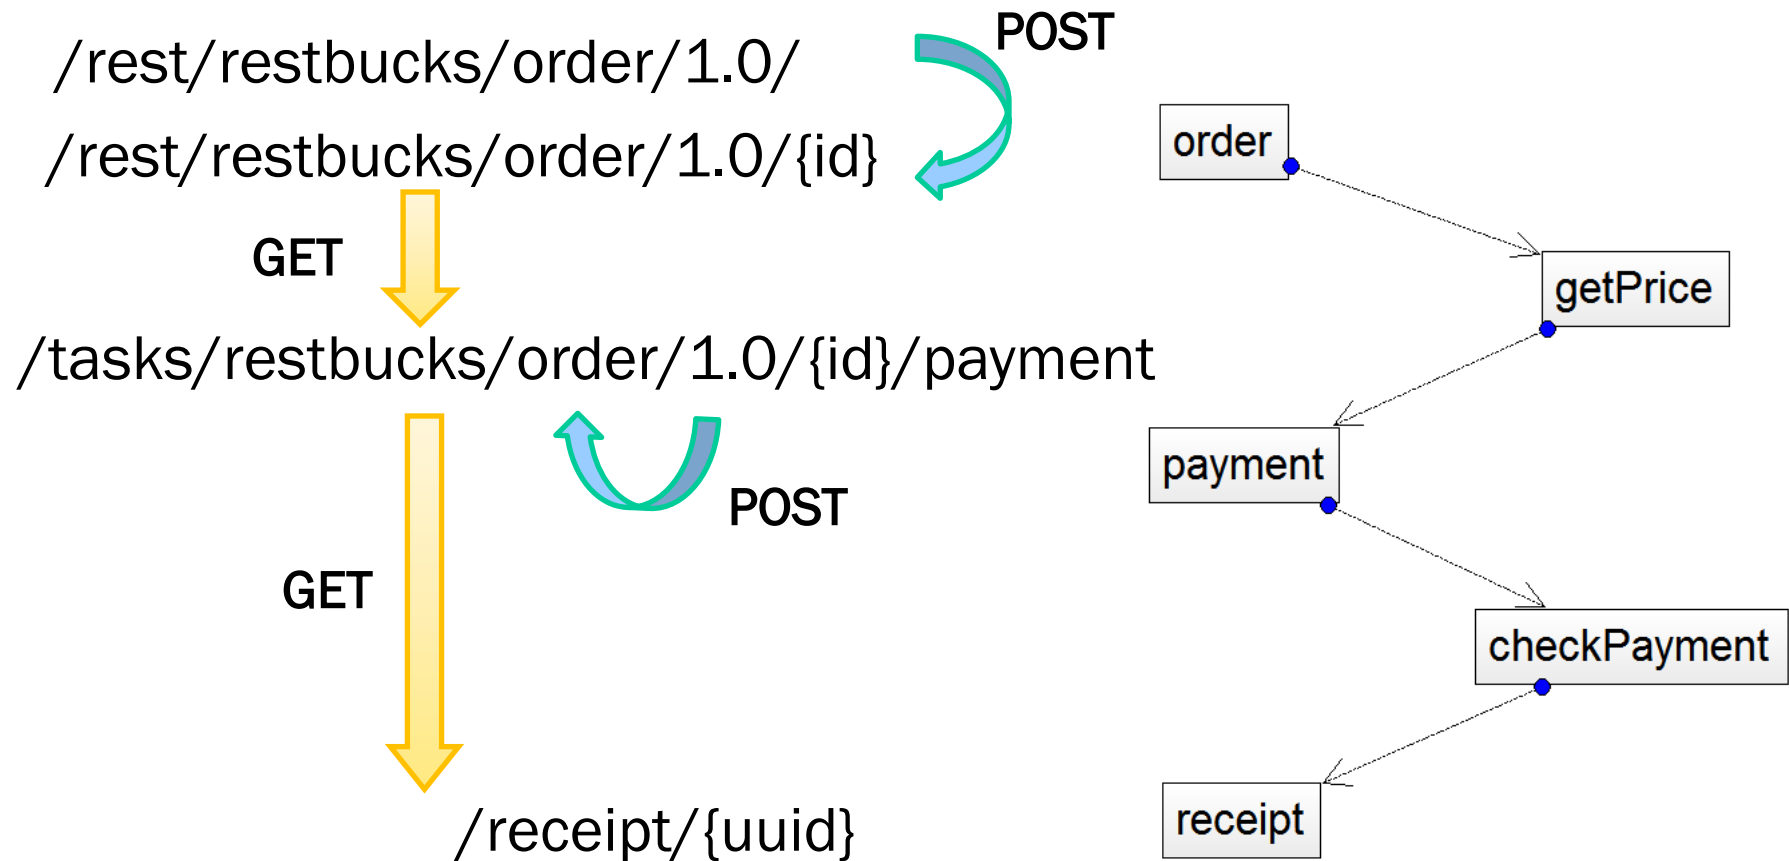 POST
/rest/restbucks/order/1.0/
/rest/restbucks/order/1.0/{id}
GET
/tasks/restbucks/order/1.0/{id}/payment
POST
GET
/receipt/{uuid}
order
getPrice
payment
checkPayment
receipt